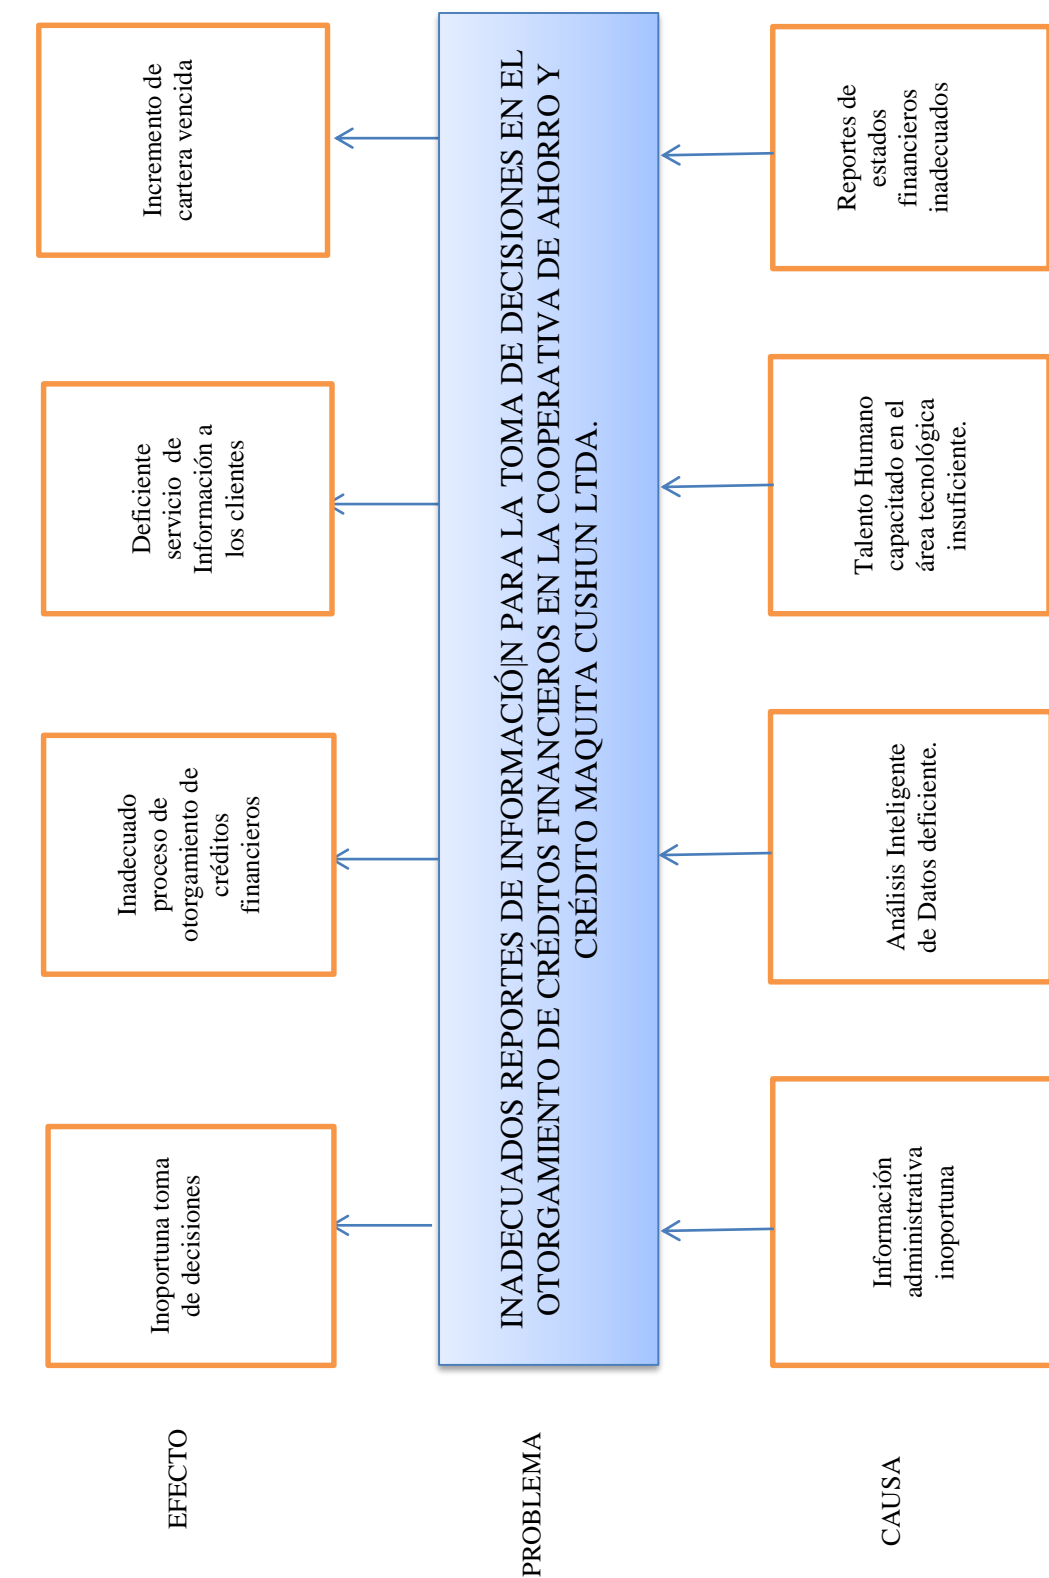 EFECTO
Inoportuna toma
de decisiones
Inadecuado
proceso de
otorgamiento de
créditos
financieros
Deficiente
servicio de
Información a
los clientes
Incremento de
cartera vencida
PROBLEMA
INADECUADOS REPORTES DE INFORMACIÓ|N PARA LA TOMA DE DECISIONES EN EL
OTORGAMIENTO DE CRÉDITOS FINANCIEROS EN LA COOPERATIVA DE AHORRO Y
CRÉDITO MAQUITA CUSHUN LTDA.
CAUSA
Información
administrativa
inoportuna
Análisis Inteligente
de Datos deficiente.
Talento Humano
capacitado en el
área tecnológica
insuficiente.
Reportes de
estados
financieros
inadecuados